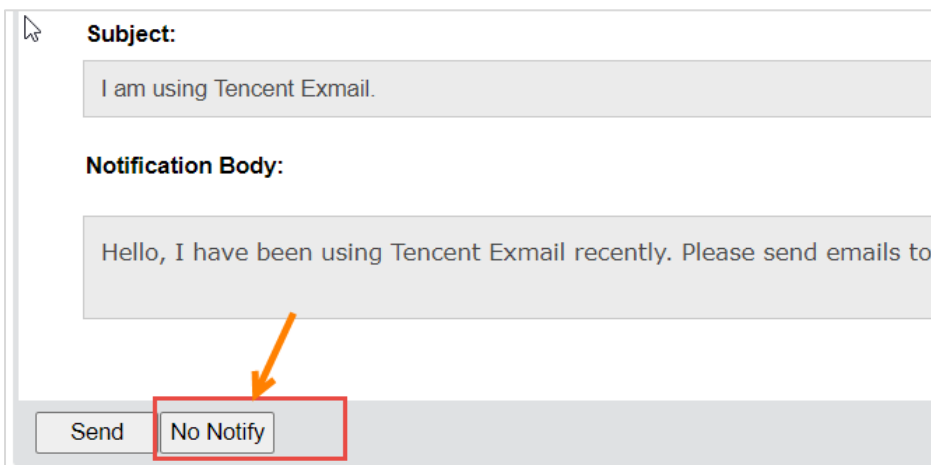 Subject:
I am using Tencent Exmail.
Notification Body:
Hello, I have been using Tencent Exmail recently. Please send emails to
Send
No Notify